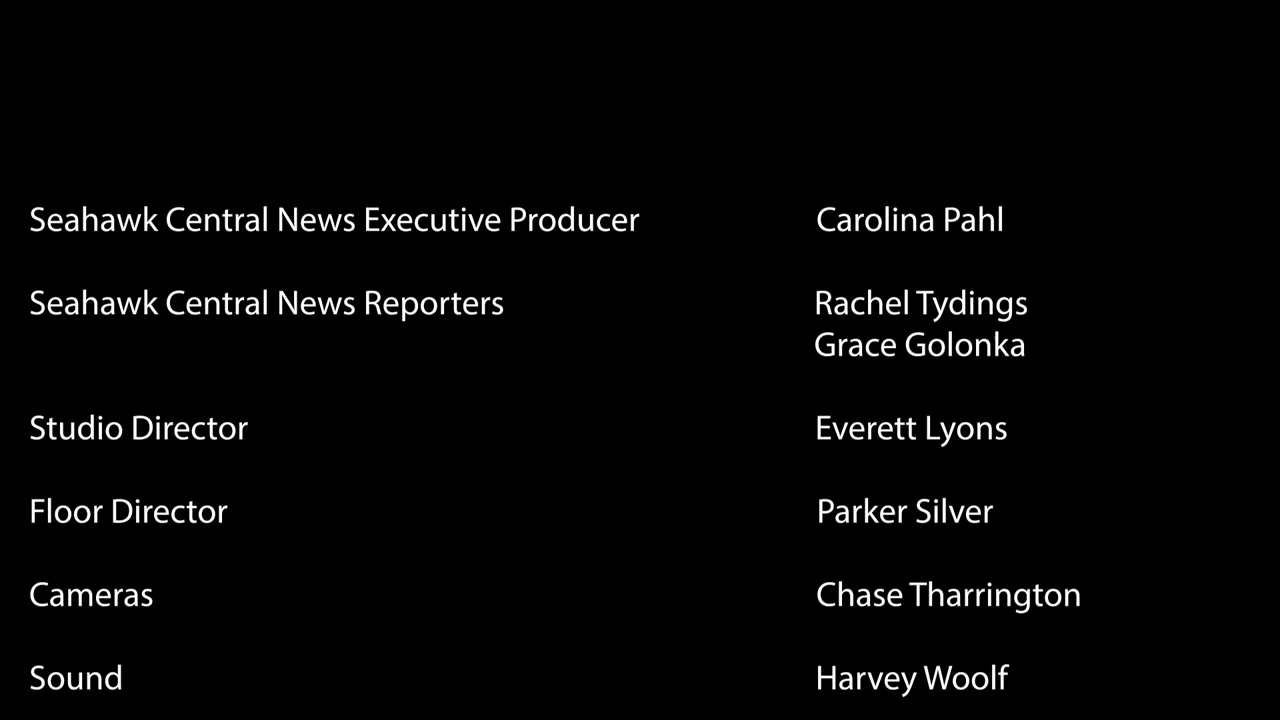 Seahawk Central News Executive Producer Carolina Pahl
Seahawk Central News Reporters Rachel Tydings
Grace Golonka
Studio Director Everett Lyons
Floor Director Parker Silver
Cameras Chase Tharrington
Sound Harvey Woolf